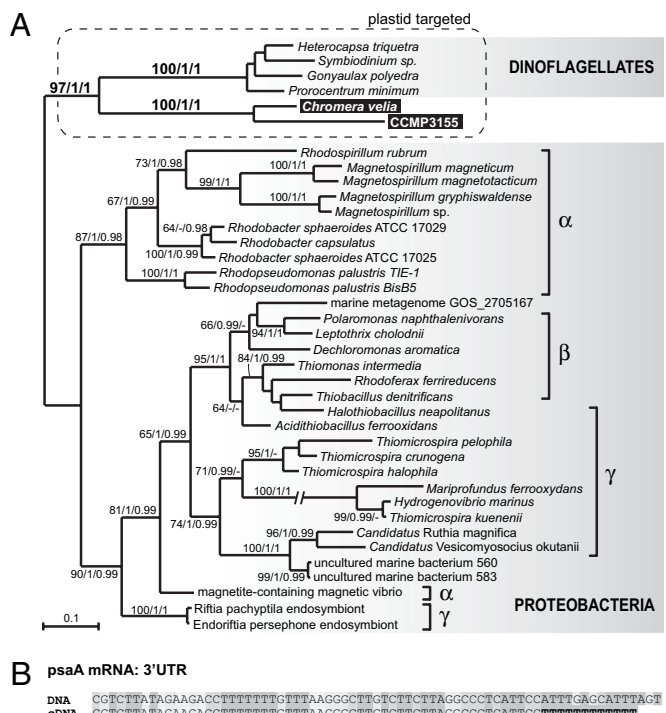 A
plastid targeted
Heterocapsa triquetra
Symbiodinium sp.
100/1/1
Gonyaulax polyedra
DINOFLAGELLATES
97/1/1
Prorocentrum minimum
100/1/1
Chromera velia
CCMP3155
Rhodospirillum rubrum
73/1/0.98
100/1/1
Magnetospirillum magneticum
99/1/1
Magnetospirillum magnetotacticum
67/1/0.99
100/1/1
Magnetospirillum gryphiswaldense
Magnetospirillum sp.
α
64/-/0.98
Rhodobacter sphaeroides ATCC 17029
87/1/0.98
Rhodobacter capsulatus
100/1/0.99
Rhodobacter sphaeroides ATCC 17025
100/1/1
Rhodopseudomonas palustris TIE-1
Rhodopseudomonas palustris BisB5
marine metagenome GOS_2705167
66/0.99/-
Polaromonas naphthalenivorans
94/1/1
Leptothrix cholodnii
Dechloromonas aromatica
β
95/1/1
84/1/0.99
Thiomonas intermedia
Rhodoferax ferrireducens
Thiobacillus denitrificans
64/-/-
Halothiobacillus neapolitanus
Acidithiobacillus ferrooxidans
65/1/0.99
Thiomicrospira pelophila
95/1/-
Thiomicrospira crunogena
71/0.99/-
Thiomicrospira halophila
γ
100/1/1
Mariprofundus ferrooxydans
Hydrogenovibrio marinus
81/1/0.99
99/0.99/-
Thiomicrospira kuenenii
74/1/0.99
96/1/0.99
Candidatus Ruthia magnifica
100/1/1
Candidatus Vesicomyosocius okutanii
uncultured marine bacterium 560
90/1/0.99
99/1/0.99
uncultured marine bacterium 583
magnetite-containing magnetic vibrio
α
PROTEOBACTERIA
0.1
100/1/1
Riftia pachyptila endosymbiont
γ
Endoriftia persephone endosymbiont
B
psaA mRNA: 3'UTR
DNA CGTCTTATAGAAGACCTTTTTTTGTTTAAGGGCTTGTCTTCTTAGGCCCTCATTCCATTTGAGCATTTAGT